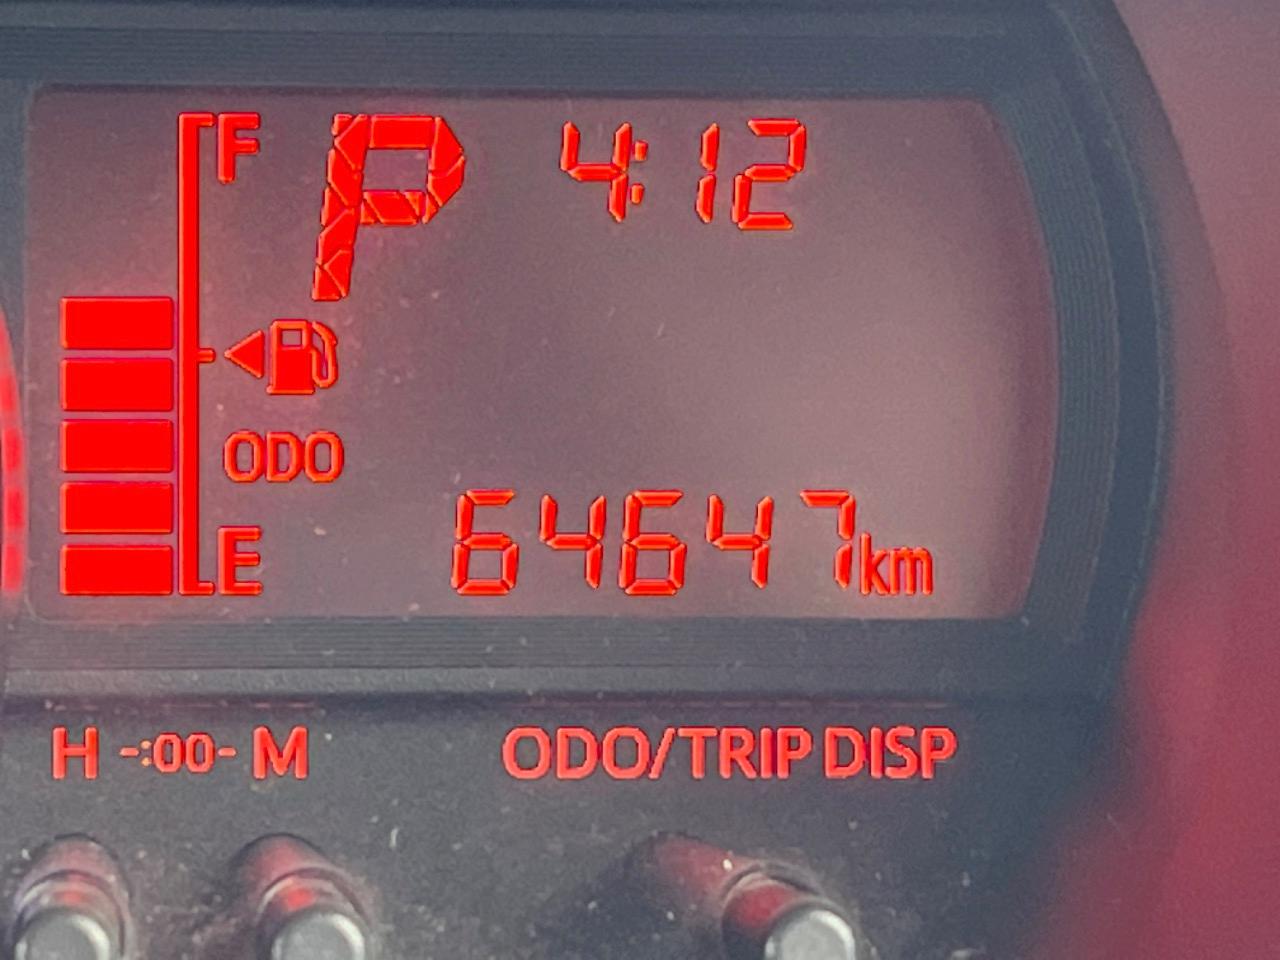 F P 4:12
ODO
E 64647km
H -:00- M ODO/TRIP DISP